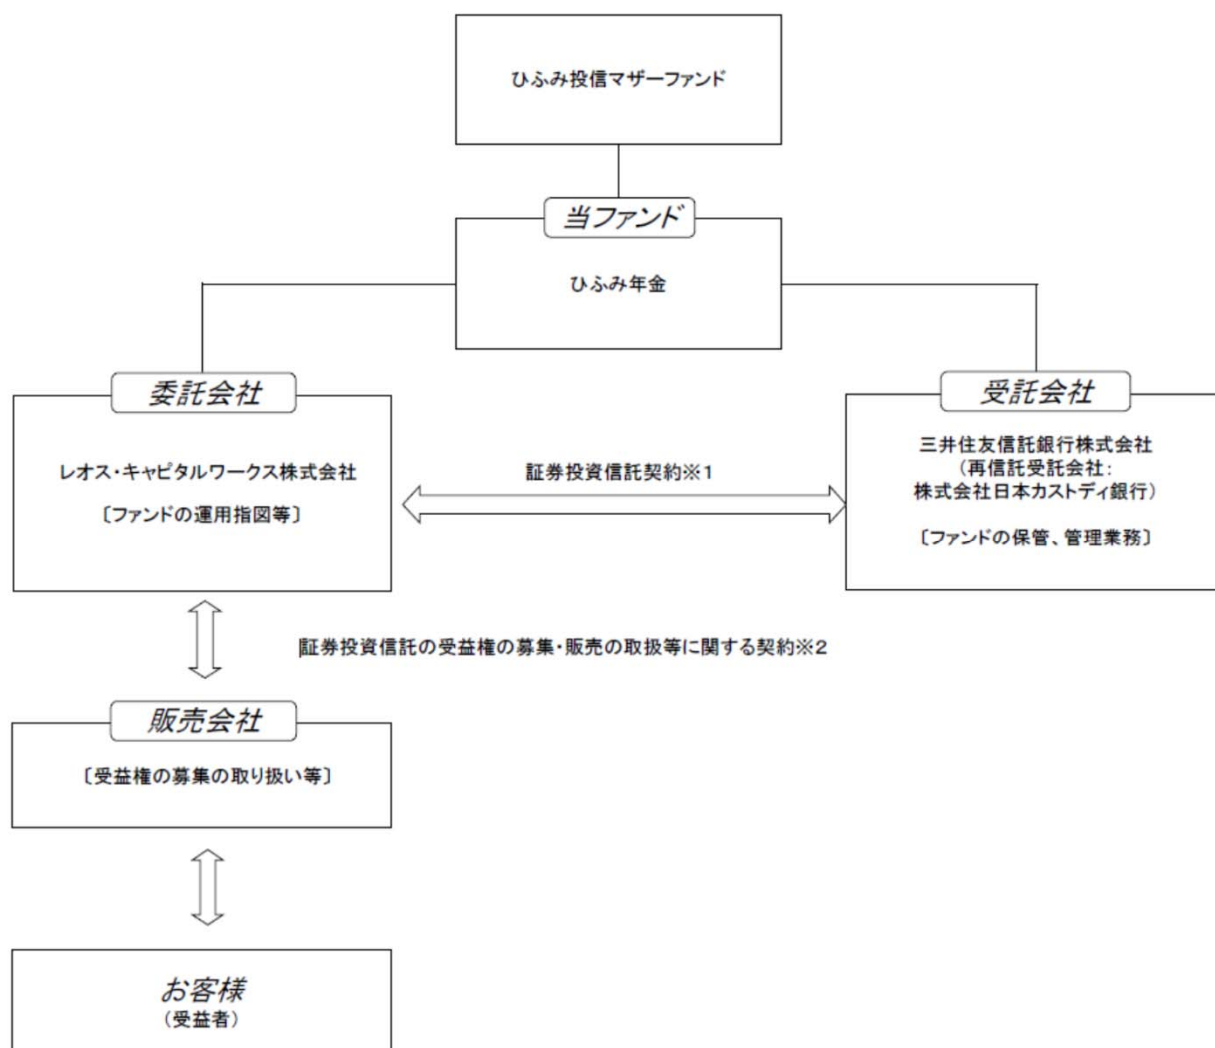 ひふみ投信マザーファンド
当ファンド
ひふみ年金
委託会社
レオス・キャピタルワークス株式会社
〔ファンドの運用指図等〕
証券投資信託契約※1
受託会社
三井住友信託銀行株式会社
(再信託受託会社:
株式会社日本カストディ銀行)
〔ファンドの保管、管理業務〕
証券投資信託の受益権の募集・販売の取扱等に関する契約※2
販売会社
〔受益権の募集の取り扱い等〕
お客様
(受益者)